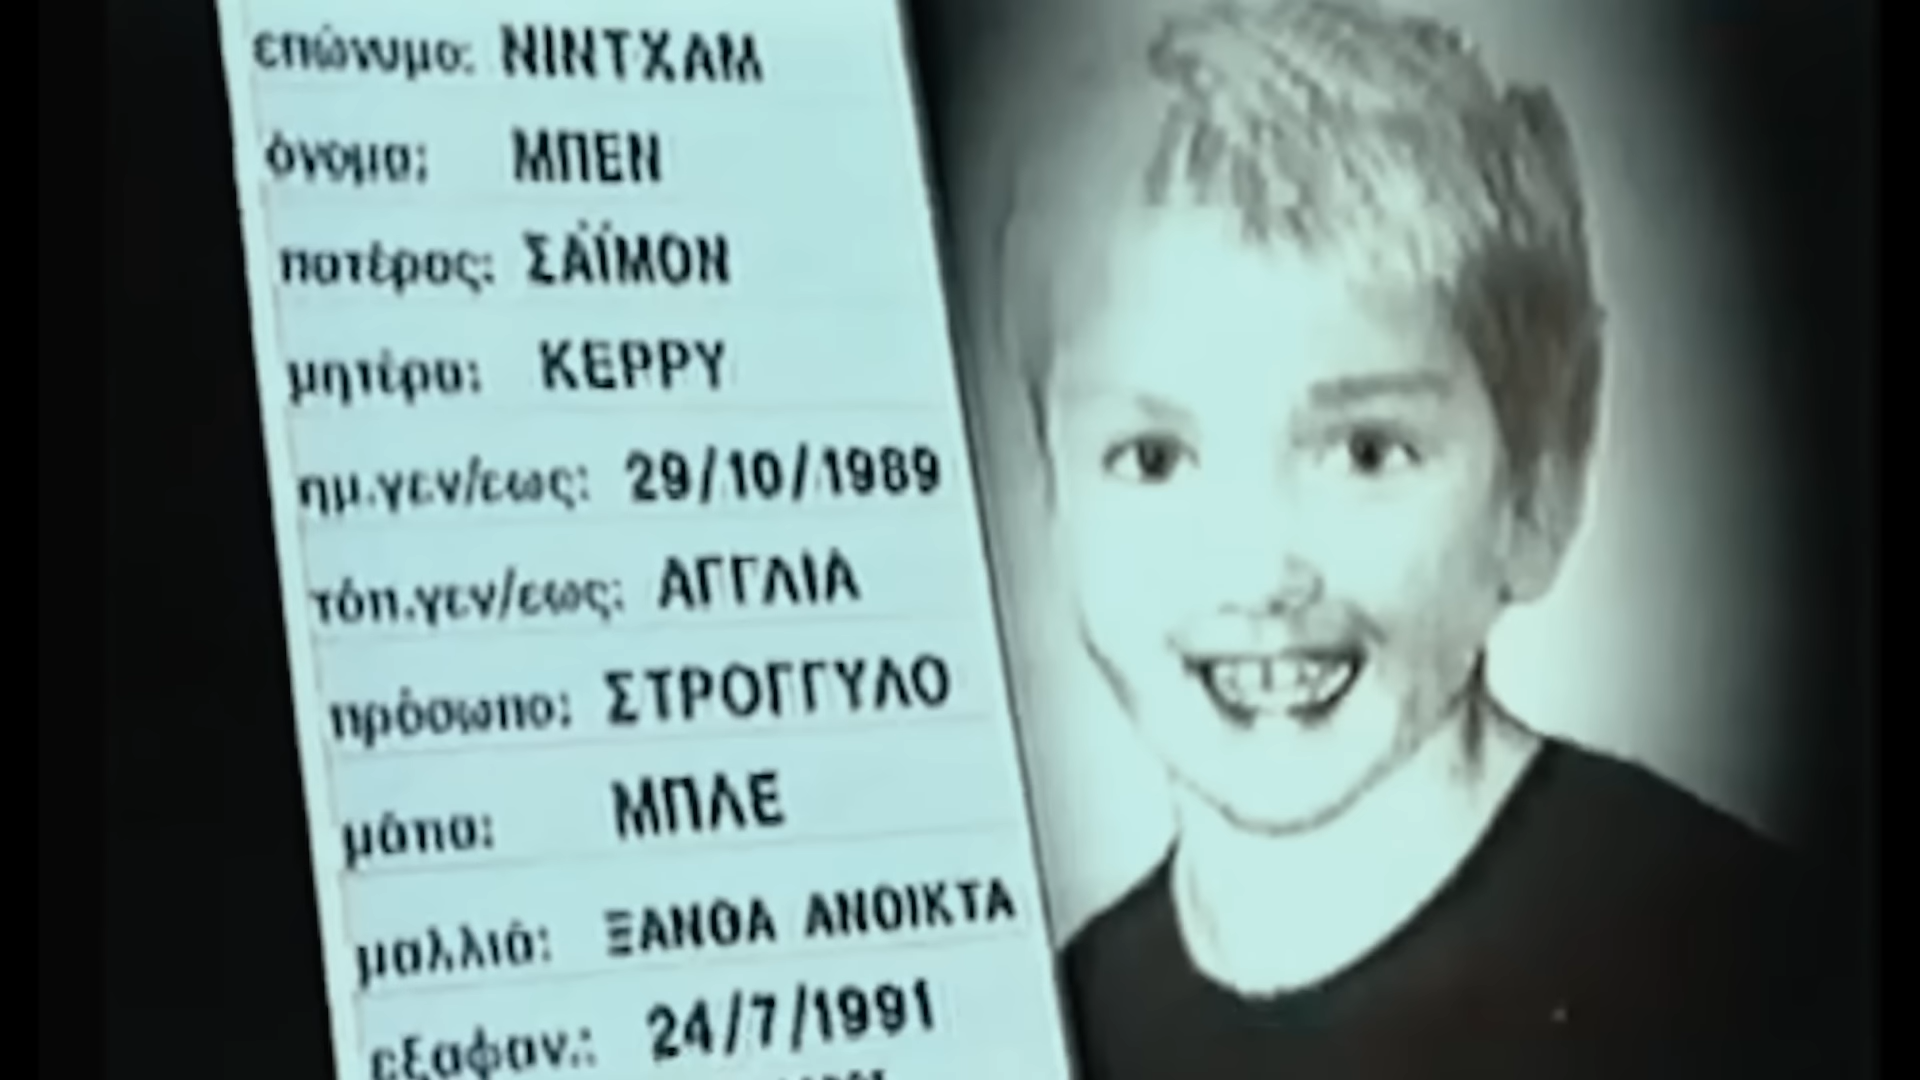 επώνυμο: ΝΙΝΤΧΑΜ
όνομα: ΜΠΕΝ
πατέρας: ΣΑΪΜΟΝ
μητέρα: ΚΕΡΡΥ
ημ.γεν/εως: 29/10/1989
τόπ.γεν/εως: ΑΓΓΛΙΑ
πρόσωπο: ΣΤΡΟΓΓΥΛΟ
μάτια: ΜΠΛΕ
μαλλιά: ΞΑΝΘΑ ΑΝΟΙΚΤΑ
εξαφαν.: 24/7/1991